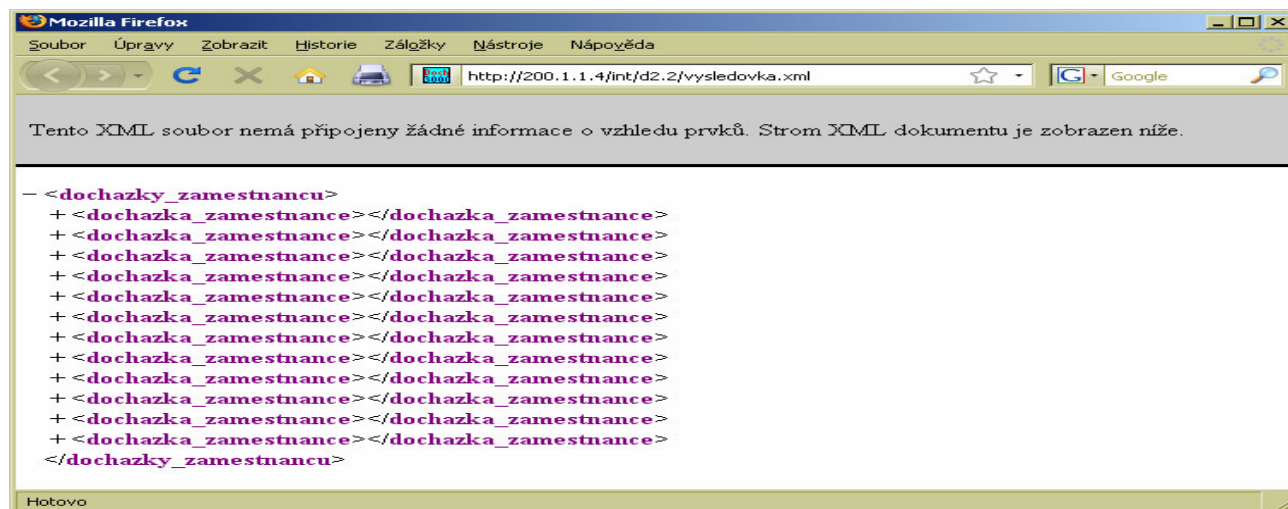 Mozilla Firefox
Soubor Úpravy Zobrazit Historie Záložky Nástroje Nápověda
http://200.1.1.4/int/d2.2/vysledovka.xml G Google
Tento XML soubor nemá připojeny žádné informace o vzhledu prvků. Strom XML dokumentu je zobrazen níže.
− <dochazky_zamestnancu>
+ <dochazka_zamestnance></dochazka_zamestnance>
+ <dochazka_zamestnance></dochazka_zamestnance>
+ <dochazka_zamestnance></dochazka_zamestnance>
+ <dochazka_zamestnance></dochazka_zamestnance>
+ <dochazka_zamestnance></dochazka_zamestnance>
+ <dochazka_zamestnance></dochazka_zamestnance>
+ <dochazka_zamestnance></dochazka_zamestnance>
+ <dochazka_zamestnance></dochazka_zamestnance>
+ <dochazka_zamestnance></dochazka_zamestnance>
+ <dochazka_zamestnance></dochazka_zamestnance>
+ <dochazka_zamestnance></dochazka_zamestnance>
+ <dochazka_zamestnance></dochazka_zamestnance>
</dochazky_zamestnancu>
Hotovo